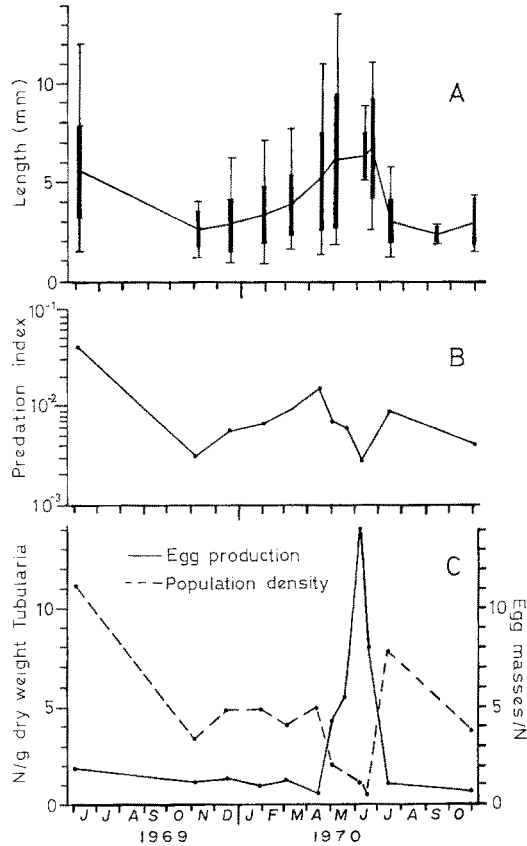 A
Length (mm)
10
5
0
J J A S O N D J F M A M J J A S O
B
Predation index
10-1
10-2
10-3
J J A S O N D J F M A M J J A S O
C
Egg production
Population density
N/g dry weight Tubularia
Egg masses/N
10
5
0
10
5
0
J J A S O N D J F M A M J J A S O
1969 1970